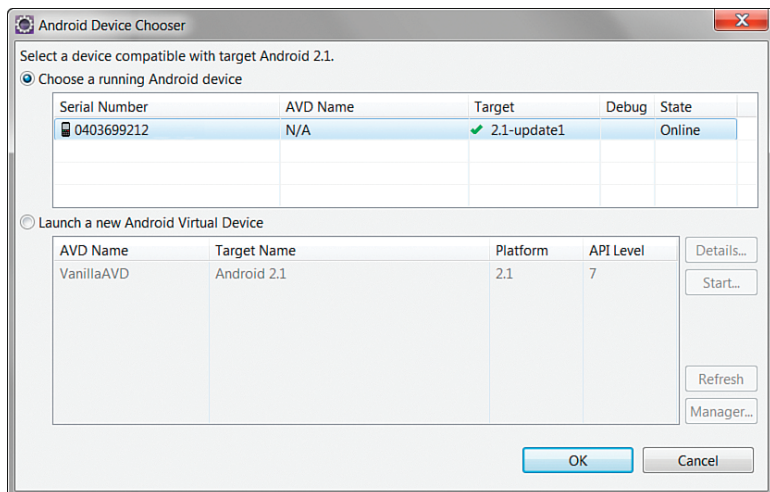 Android Device Chooser
Select a device compatible with target Android 2.1.
Choose a running Android device
Serial Number AVD Name Target Debug State
0403699212 N/A 2.1-update1 Online
Launch a new Android Virtual Device
AVD Name Target Name Platform API Level
VanillaAVD Android 2.1 2.1 7
Details...
Start...
Refresh
Manager...
OK Cancel